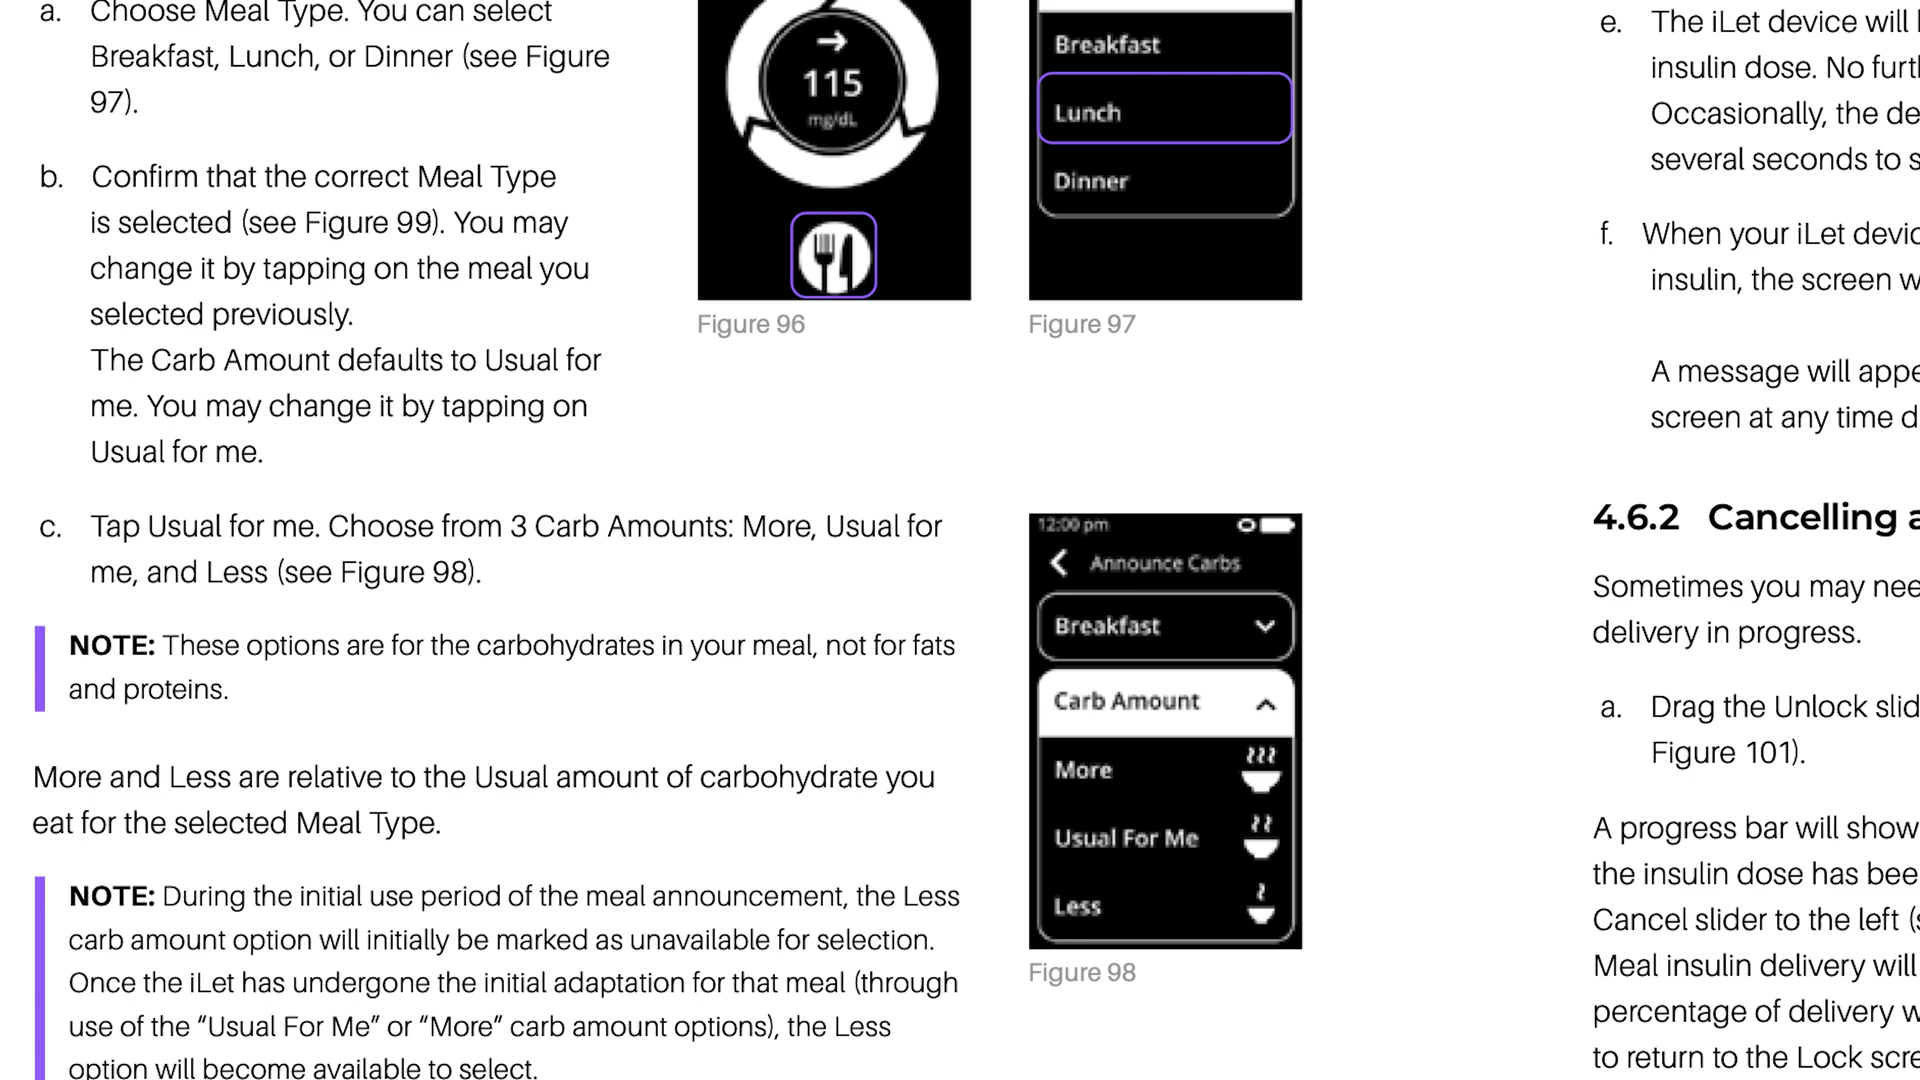 a. Choose Meal Type. You can select
Breakfast, Lunch, or Dinner (see Figure
97).
b. Confirm that the correct Meal Type
is selected (see Figure 99). You may
change it by tapping on the meal you
selected previously.
The Carb Amount defaults to Usual for
me. You may change it by tapping on
Usual for me.
115
mg/dL
Figure 96
Breakfast
Lunch
Dinner
Figure 97
c. Tap Usual for me. Choose from 3 Carb Amounts: More, Usual for
me, and Less (see Figure 98).
NOTE: These options are for the carbohydrates in your meal, not for fats
and proteins.
More and Less are relative to the Usual amount of carbohydrate you
eat for the selected Meal Type.
NOTE: During the initial use period of the meal announcement, the Less
carb amount option will initially be marked as unavailable for selection.
Once the iLet has undergone the initial adaptation for that meal (through
use of the “Usual For Me” or “More” carb amount options), the Less
option will become available to select.
12:00 pm
Announce Carbs
Breakfast
Carb Amount
More
Usual For Me
Less
Figure 98
e. The iLet device will
insulin dose. No
Occasionally, the
several seconds to
f. When your iLet
insulin, the screen
A message will
screen at any time
4.6.2 Cancelling
Sometimes you may
delivery in progress.
a. Drag the Unlock
Figure 101).
A progress bar will show
the insulin dose has
Cancel slider to the left
Meal insulin delivery will
percentage of delivery
to return to the Lock